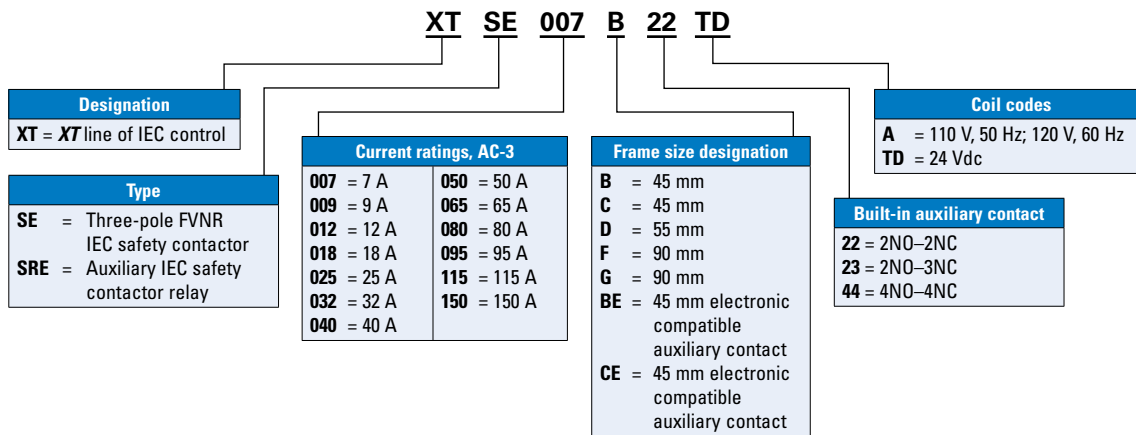 XT SE 007 B 22 TD
Designation
XT = XT line of IEC control
Type
SE = Three-pole FVNR
IEC safety contactor
SRE = Auxiliary IEC safety
contactor relay
Current ratings, AC-3
007 = 7 A
009 = 9 A
012 = 12 A
018 = 18 A
025 = 25 A
032 = 32 A
040 = 40 A
050 = 50 A
065 = 65 A
080 = 80 A
095 = 95 A
115 = 115 A
150 = 150 A
Frame size designation
B = 45 mm
C = 45 mm
D = 55 mm
F = 90 mm
G = 90 mm
BE = 45 mm electronic
compatible
auxiliary contact
CE = 45 mm electronic
compatible
auxiliary contact
Built-in auxiliary contact
22 = 2NO–2NC
23 = 2NO–3NC
44 = 4NO–4NC
Coil codes
A = 110 V, 50 Hz; 120 V, 60 Hz
TD = 24 Vdc